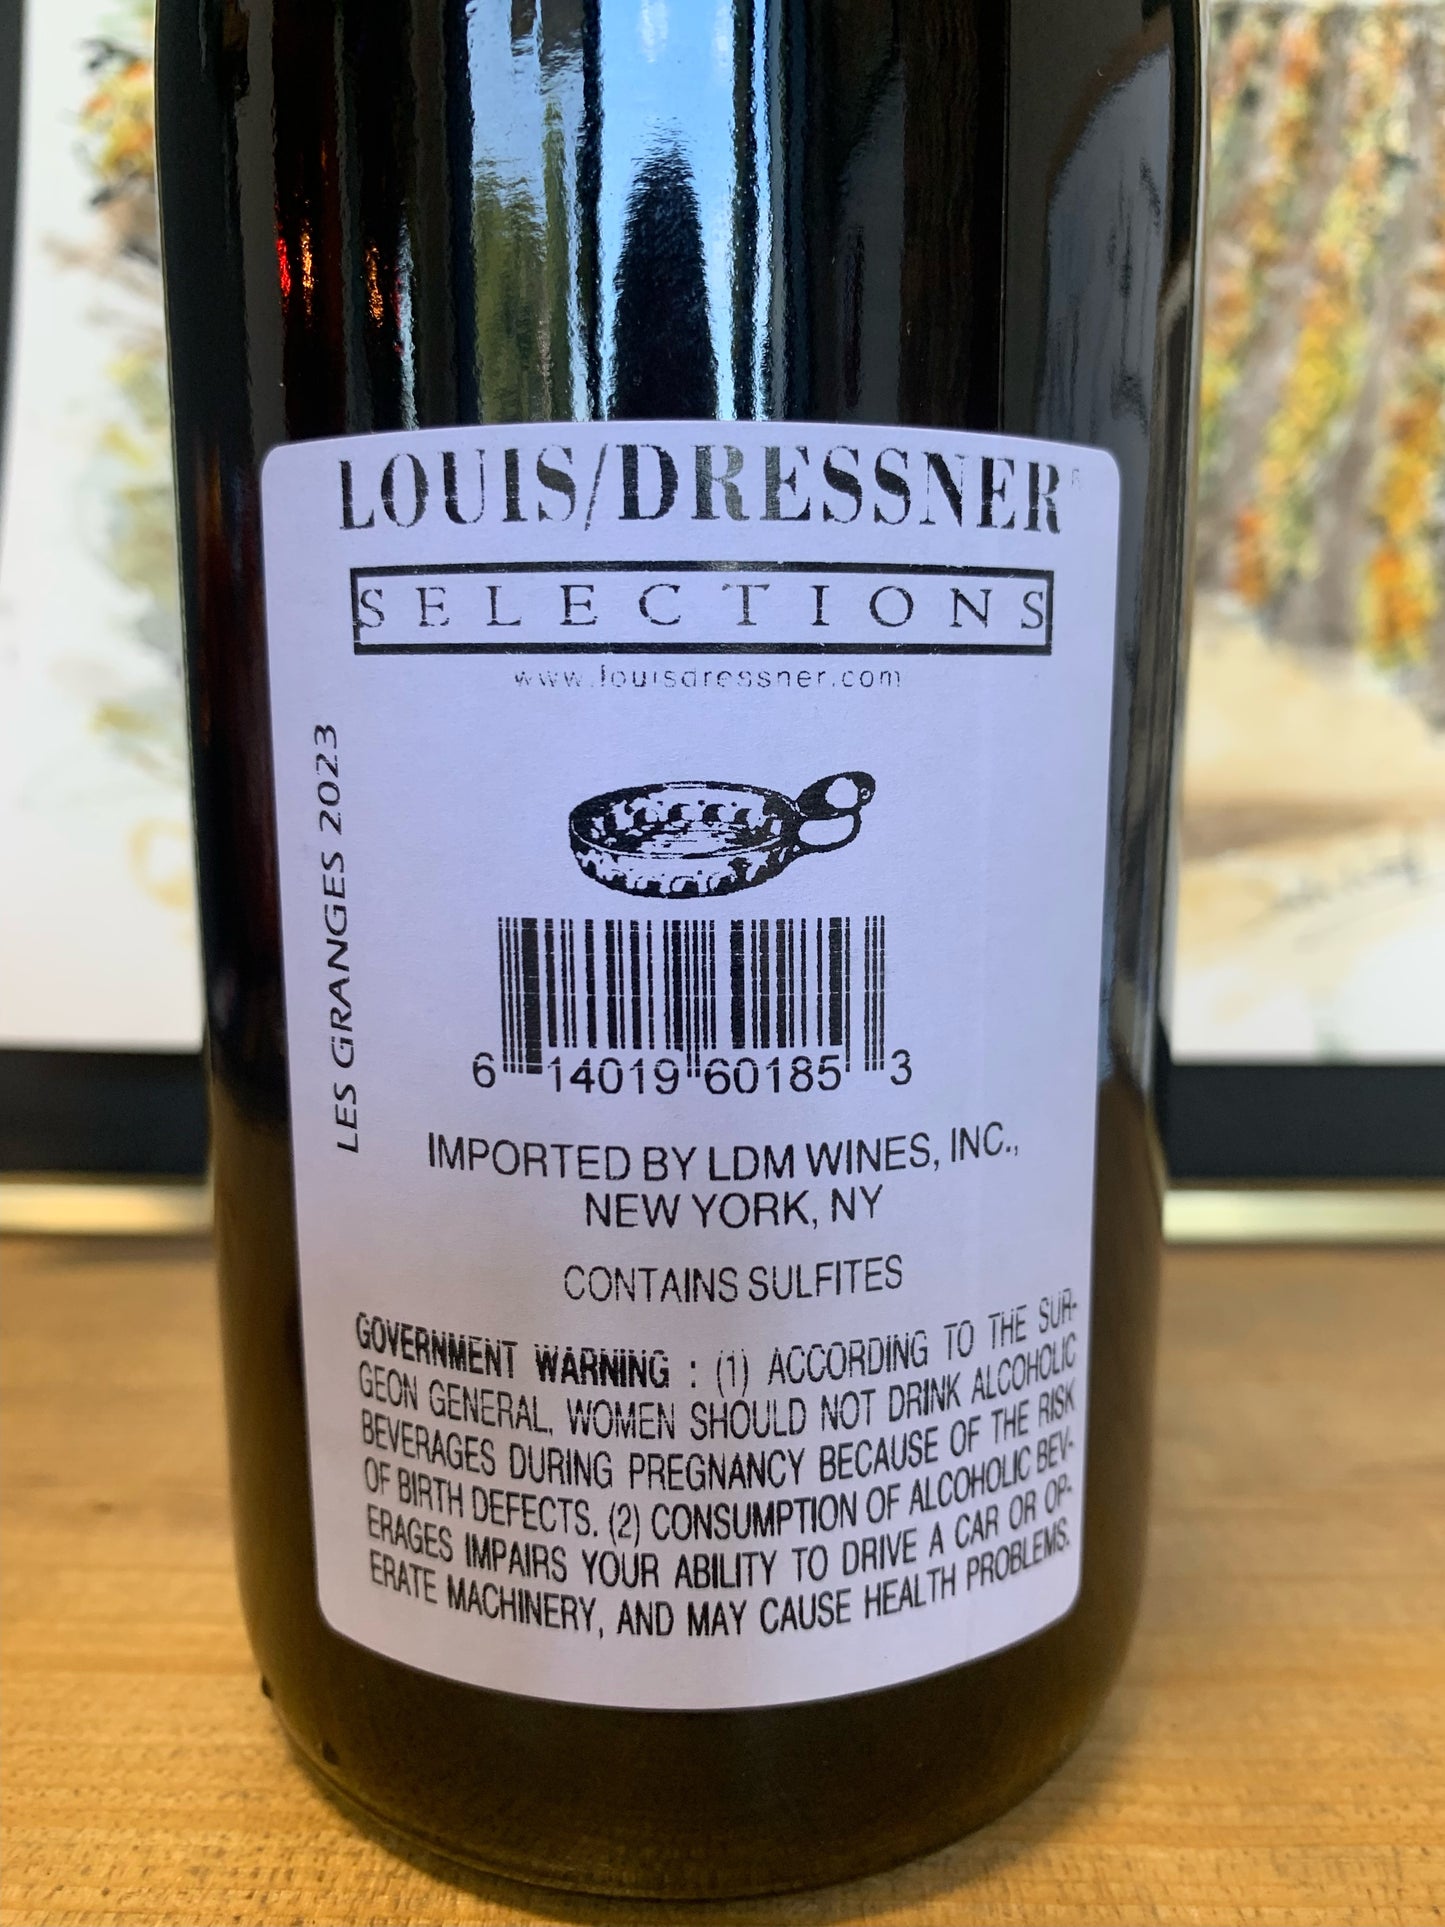 LOUIS/DRESSNER®
SELECTIONS
www.louisdressner.com
LES GRANGES 2023
6 14019 60185 3
IMPORTED BY LDM WINES, INC.,
NEW YORK, NY
CONTAINS SULFITES
GOVERNMENT WARNING : (1) ACCORDING TO THE SUR-
GEON GENERAL, WOMEN SHOULD NOT DRINK ALCOHOLIC
BEVERAGES DURING PREGNANCY BECAUSE OF THE RISK
OF BIRTH DEFECTS. (2) CONSUMPTION OF ALCOHOLIC BEV-
ERAGES IMPAIRS YOUR ABILITY TO DRIVE A CAR OR OP-
ERATE MACHINERY, AND MAY CAUSE HEALTH PROBLEMS.